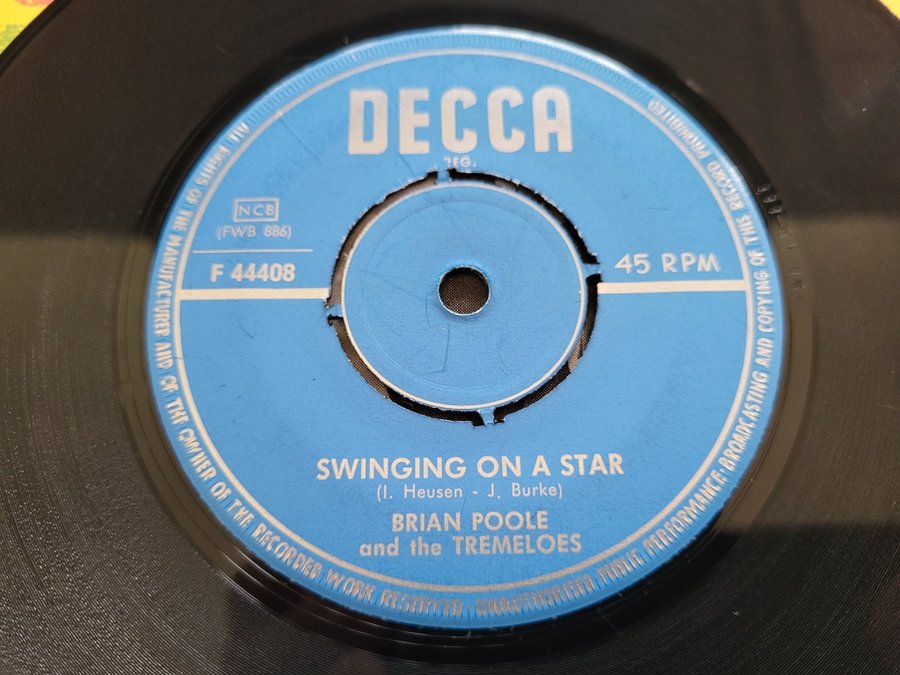 DECCA
REG.
NCB
(FWB 886)
F 44408
45 RPM
SWINGING ON A STAR
(I. Heusen - J. Burke)
BRIAN POOLE
and the TREMELOES
ALL RIGHTS OF THE MANUFACTURER AND OF THE OWNER OF THE RECORDED WORK RESERVED · UNAUTHORISED PUBLIC PERFORMANCE · BROADCASTING AND COPYING OF THIS RECORD PROHIBITED